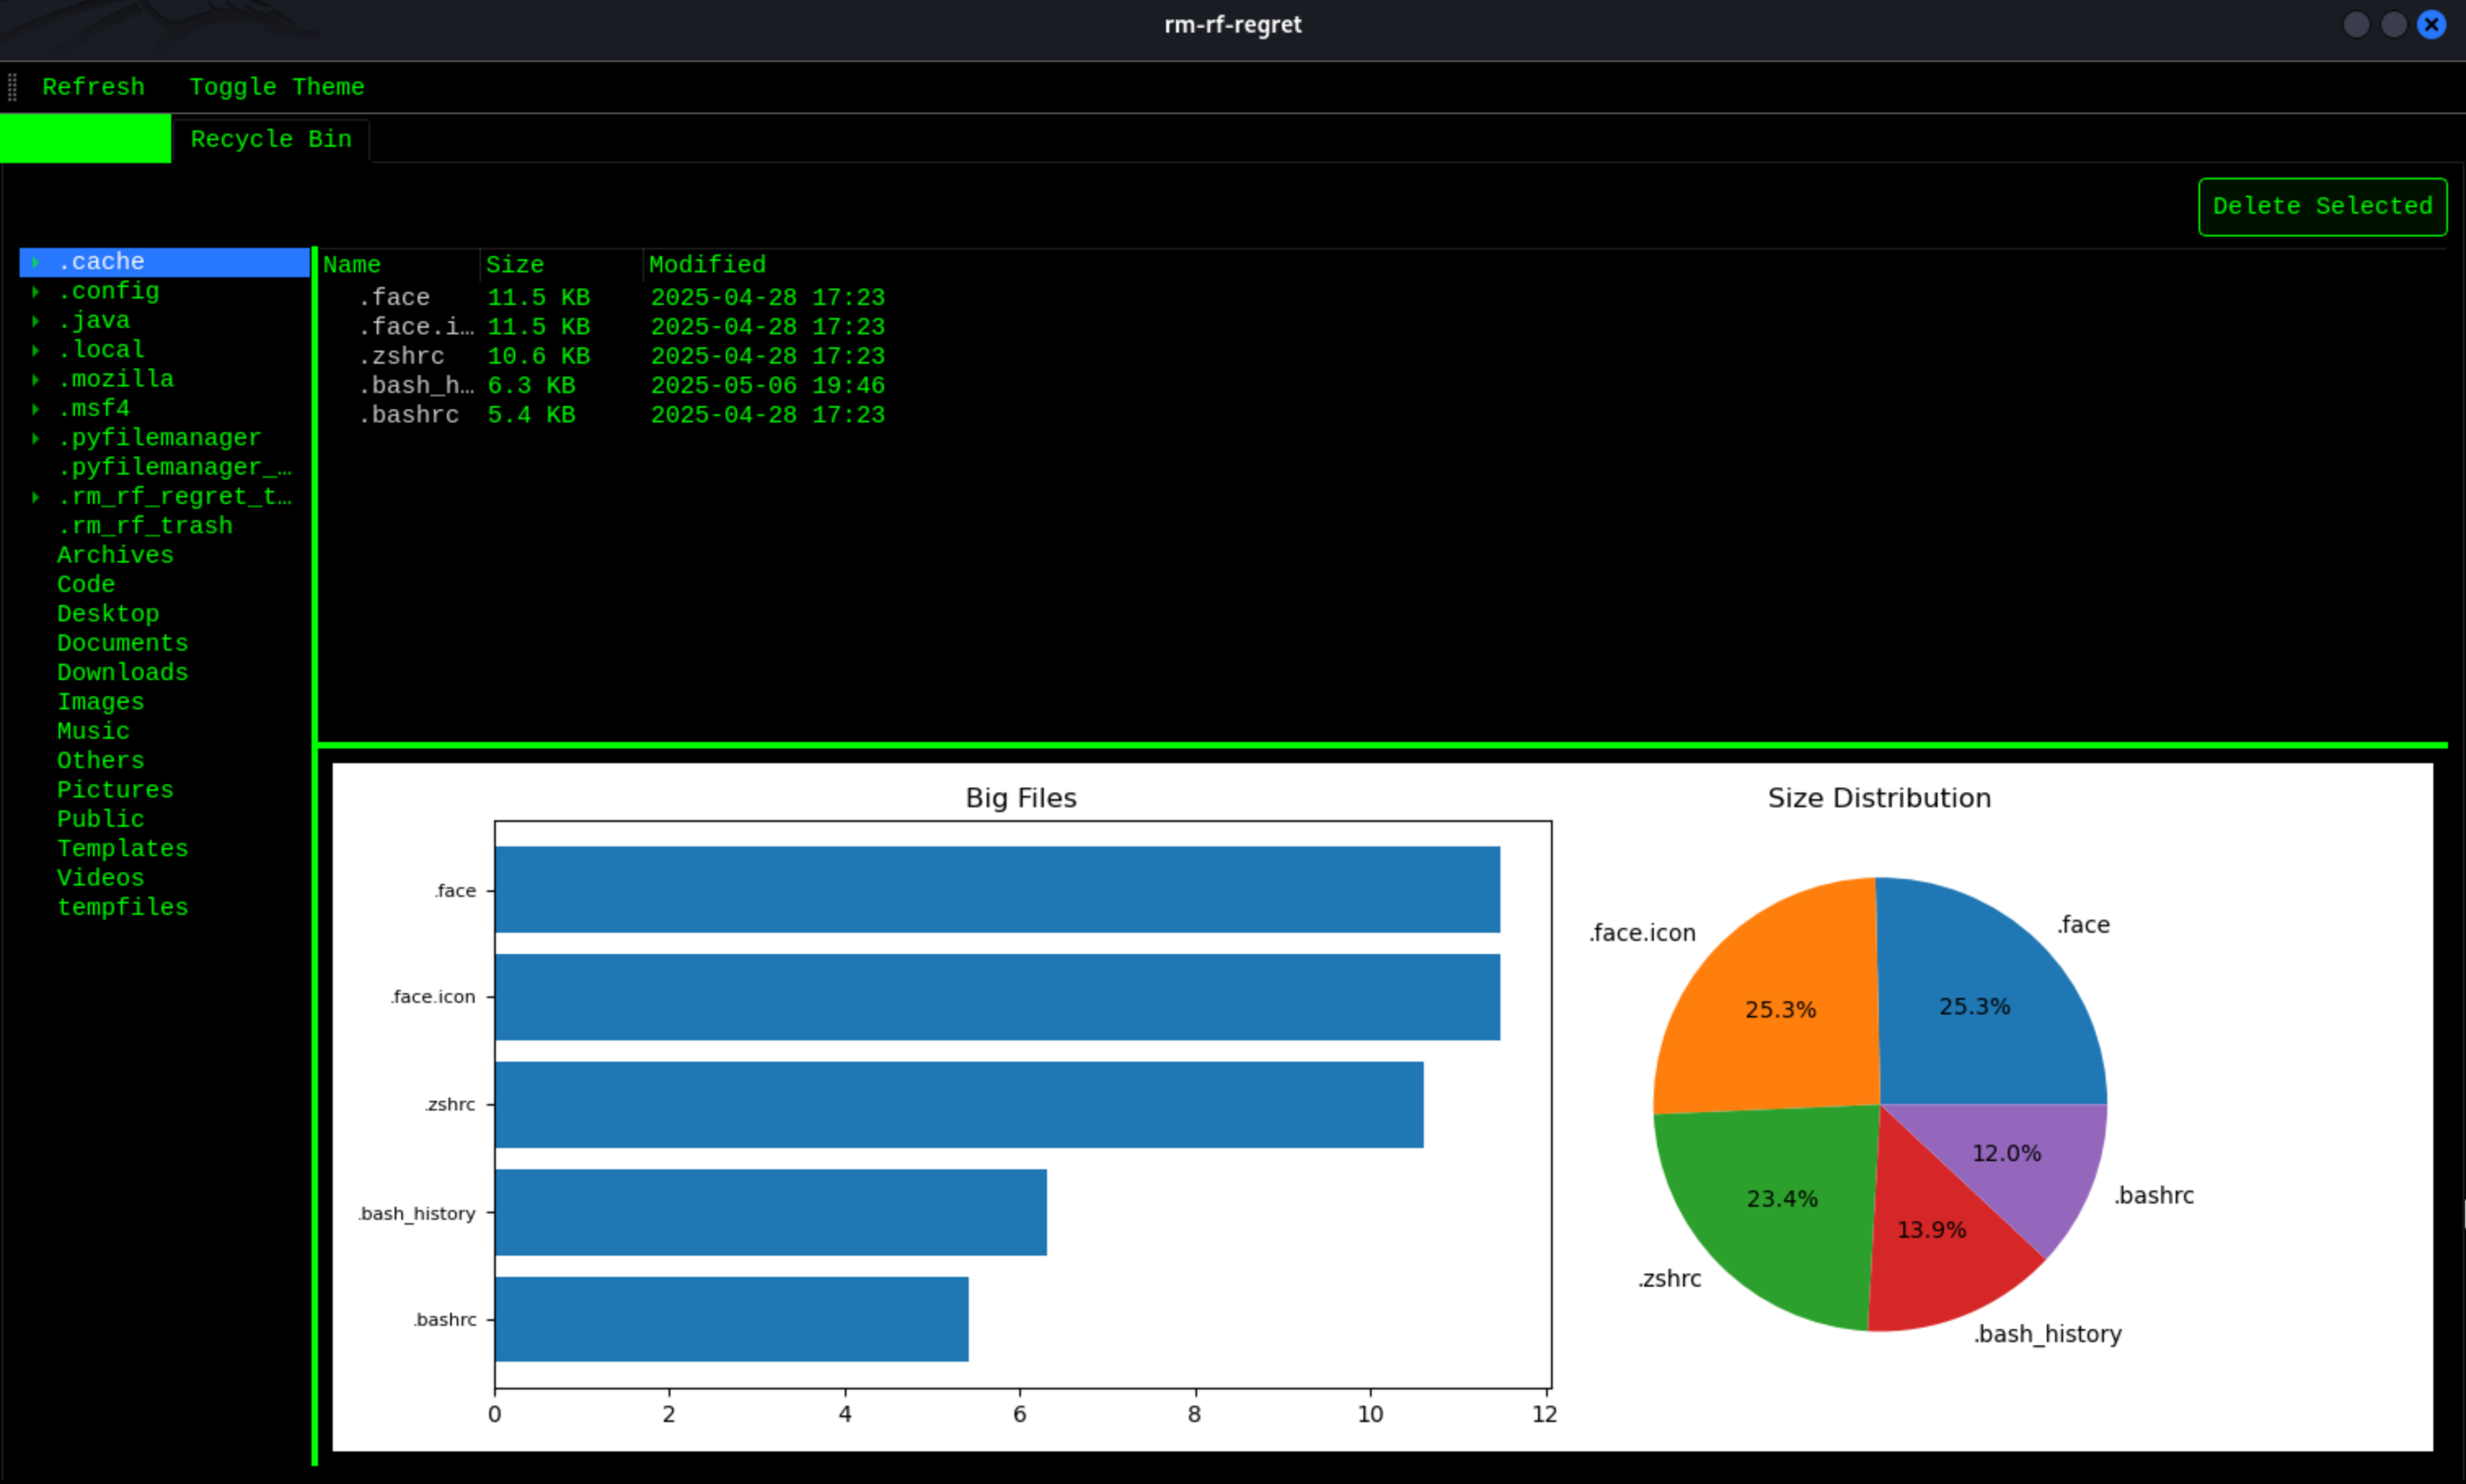 rm-rf-regret
Refresh Toggle Theme
Recycle Bin
Delete Selected
.cache
.config
.java
.local
.mozilla
.msf4
.pyfilemanager
.pyfilemanager_…
.rm_rf_regret_t…
.rm_rf_trash
Archives
Code
Desktop
Documents
Downloads
Images
Music
Others
Pictures
Public
Templates
Videos
tempfiles
Name Size Modified
.face 11.5 KB 2025-04-28 17:23
.face.i… 11.5 KB 2025-04-28 17:23
.zshrc 10.6 KB 2025-04-28 17:23
.bash_h… 6.3 KB 2025-05-06 19:46
.bashrc 5.4 KB 2025-04-28 17:23
Big Files
.face
.face.icon
.zshrc
.bash_history
.bashrc
0 2 4 6 8 10 12
Size Distribution
.face
.face.icon
25.3%
25.3%
12.0%
.bashrc
23.4%
13.9%
.zshrc
.bash_history